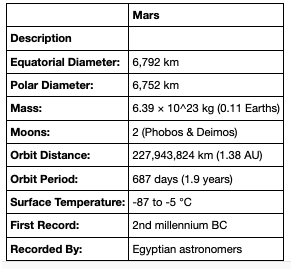 Mars
Description
Equatorial Diameter: 6,792 km
Polar Diameter: 6,752 km
Mass: 6.39 × 10^23 kg (0.11 Earths)
Moons: 2 (Phobos & Deimos)
Orbit Distance: 227,943,824 km (1.38 AU)
Orbit Period: 687 days (1.9 years)
Surface Temperature: -87 to -5 °C
First Record: 2nd millennium BC
Recorded By: Egyptian astronomers